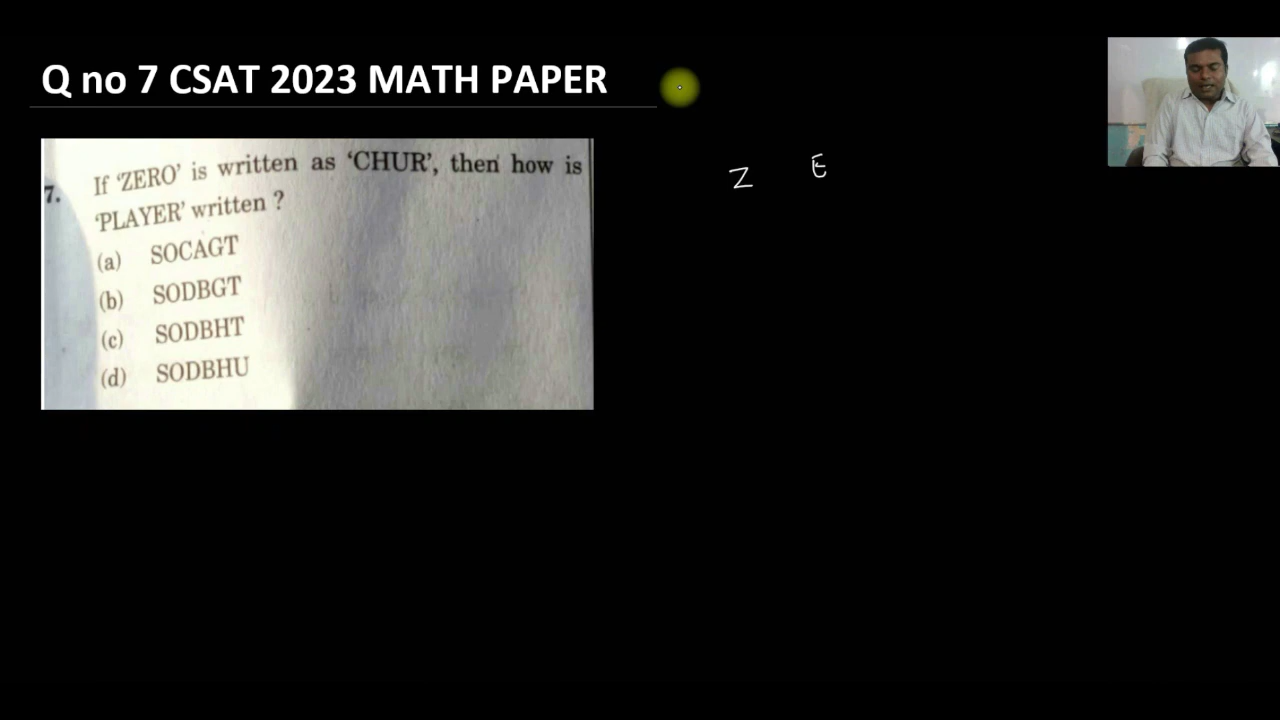 Q no 7 CSAT 2023 MATH PAPER
7. If 'ZERO' is written as 'CHUR', then how is
'PLAYER' written ?
(a) SOCAGT
(b) SODBGT
(c) SODBHT
(d) SODBHU
Z E